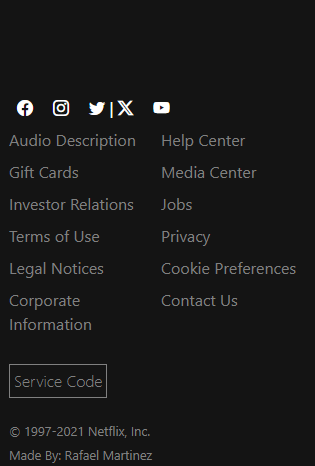 Audio Description
Help Center
Gift Cards
Media Center
Investor Relations
Jobs
Terms of Use
Privacy
Legal Notices
Cookie Preferences
Corporate
Information
Contact Us
Service Code
© 1997-2021 Netflix, Inc.
Made By: Rafael Martinez